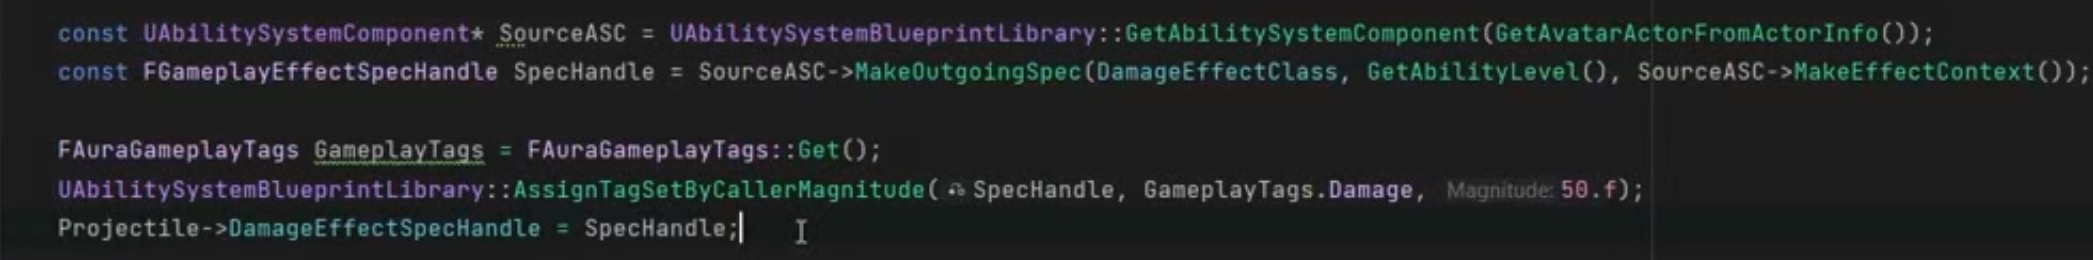 const UAbilitySystemComponent* SourceASC = UAbilitySystemBlueprintLibrary::GetAbilitySystemComponent(GetAvatarActorFromActorInfo());
const FGameplayEffectSpecHandle SpecHandle = SourceASC->MakeOutgoingSpec(DamageEffectClass, GetAbilityLevel(), SourceASC->MakeEffectContext());
FAuraGameplayTags GameplayTags = FAuraGameplayTags::Get();
UAbilitySystemBlueprintLibrary::AssignTagSetByCallerMagnitude(SpecHandle, GameplayTags.Damage, Magnitude: 50.f);
Projectile->DamageEffectSpecHandle = SpecHandle;